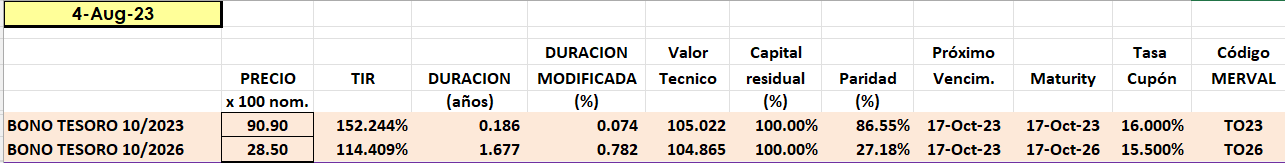 4-Aug-23
DURACION Valor Capital Próximo Tasa Código
PRECIO TIR DURACION MODIFICADA Tecnico residual Paridad Vencim. Maturity Cupón MERVAL
x 100 nom. (años) (%) (%) (%)
BONO TESORO 10/2023 90.90 152.244% 0.186 0.074 105.022 100.00% 86.55% 17-Oct-23 17-Oct-23 16.000% TO23
BONO TESORO 10/2026 28.50 114.409% 1.677 0.782 104.865 100.00% 27.18% 17-Oct-23 17-Oct-26 15.500% TO26